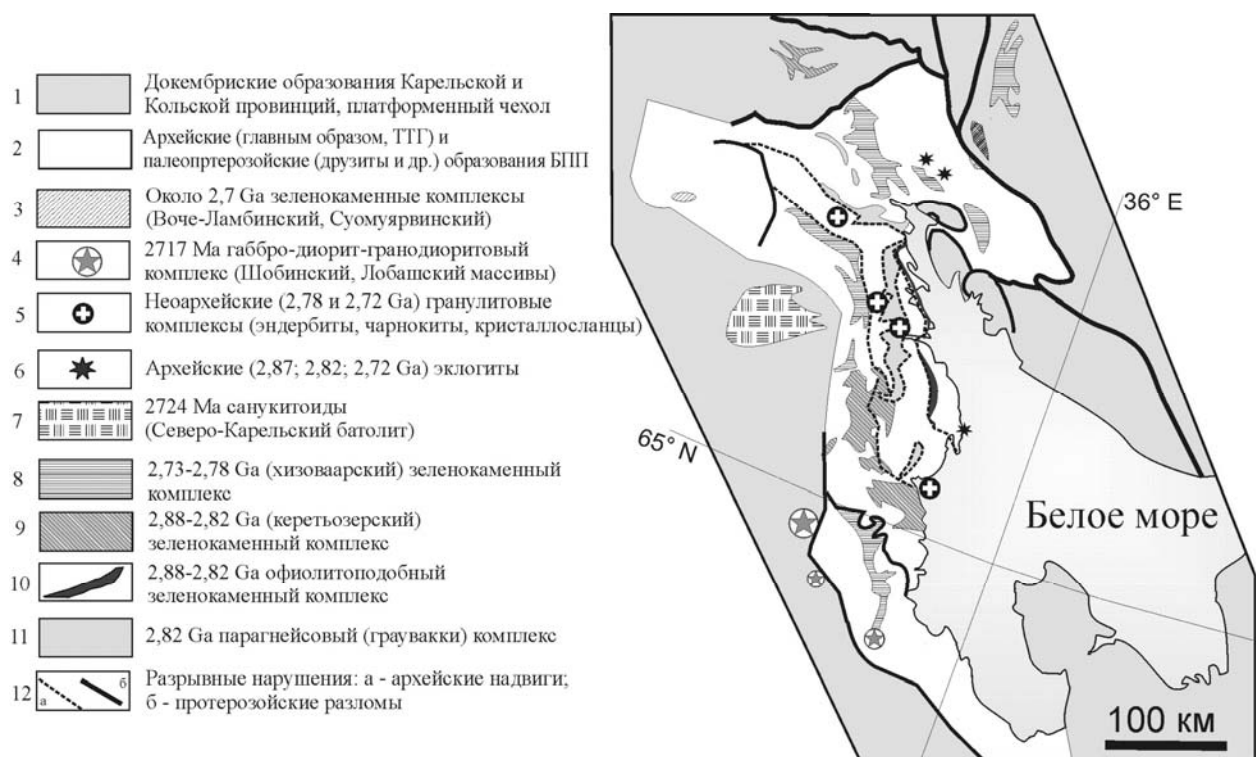 1 Докембриские образования Карельской и
Кольской провинций, платформенный чехол
2 Архейские (главным образом, ТТГ) и
палеоптерозойские (друзиты и др.) образования БПП
3 Около 2,7 Ga зеленокаменные комплексы
(Воче-Ламбинский, Суомуярвинский)
4 2717 Ma габбро-диорит-гранодиоритовый
комплекс (Шобинский, Лобашский массивы)
5 Неоархейские (2,78 и 2,72 Ga) гранулитовые
комплексы (эндербиты, чарнокиты, кристаллосланцы)
6 Архейские (2,87; 2,82; 2,72 Ga) эклогиты
7 2724 Ma санукитоиды
(Северо-Карельский батолит)
8 2,73-2,78 Ga (хизоваарский) зеленокаменный
комплекс
9 2,88-2,82 Ga (керетьозерский)
зеленокаменный комплекс
10 2,88-2,82 Ga офиолитоподобный
зеленокаменный комплекс
11 2,82 Ga парагнейсовый (граувакки) комплекс
12 а б Разрывные нарушения: а - архейские надвиги;
б - протерозойские разломы
36° E
65° N
Белое море
100 км